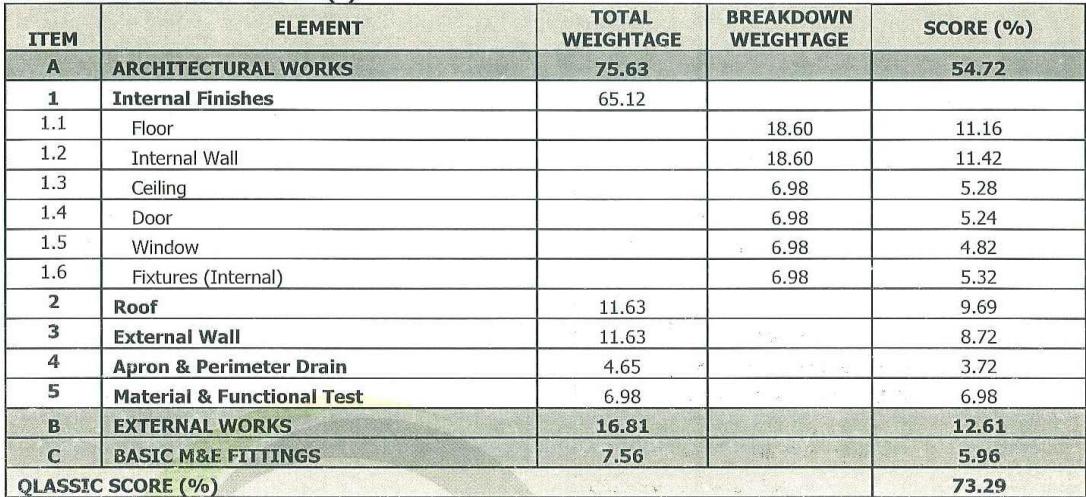 ITEM ELEMENT TOTAL WEIGHTAGE BREAKDOWN WEIGHTAGE SCORE (%)
A ARCHITECTURAL WORKS 75.63 54.72
1 Internal Finishes 65.12
1.1 Floor 18.60 11.16
1.2 Internal Wall 18.60 11.42
1.3 Ceiling 6.98 5.28
1.4 Door 6.98 5.24
1.5 Window 6.98 4.82
1.6 Fixtures (Internal) 6.98 5.32
2 Roof 11.63 9.69
3 External Wall 11.63 8.72
4 Apron & Perimeter Drain 4.65 3.72
5 Material & Functional Test 6.98 6.98
B EXTERNAL WORKS 16.81 12.61
C BASIC M&E FITTINGS 7.56 5.96
QLASSIC SCORE (%) 73.29